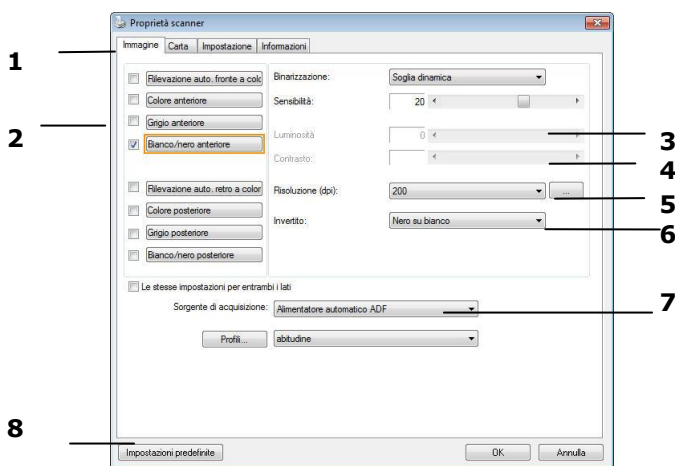 Proprietà scanner
Immagine Carta Impostazione Informazioni
1
2
Rilevazione auto. fronte a colo
Colore anteriore
Grigio anteriore
Bianco/nero anteriore
Rilevazione auto. retro a color
Colore posteriore
Grigio posteriore
Bianco/nero posteriore
Binarizzazione: Soglia dinamica
Sensibilità: 20
Luminosità 0
3
Contrasto:
4
Risoluzione (dpi): 200 ...
5
Invertito: Nero su bianco
6
Le stesse impostazioni per entrambi i lati
Sorgente di acquisizione: Alimentatore automatico ADF
7
Profili... abitudine
8
Impostazioni predefinite OK Annulla